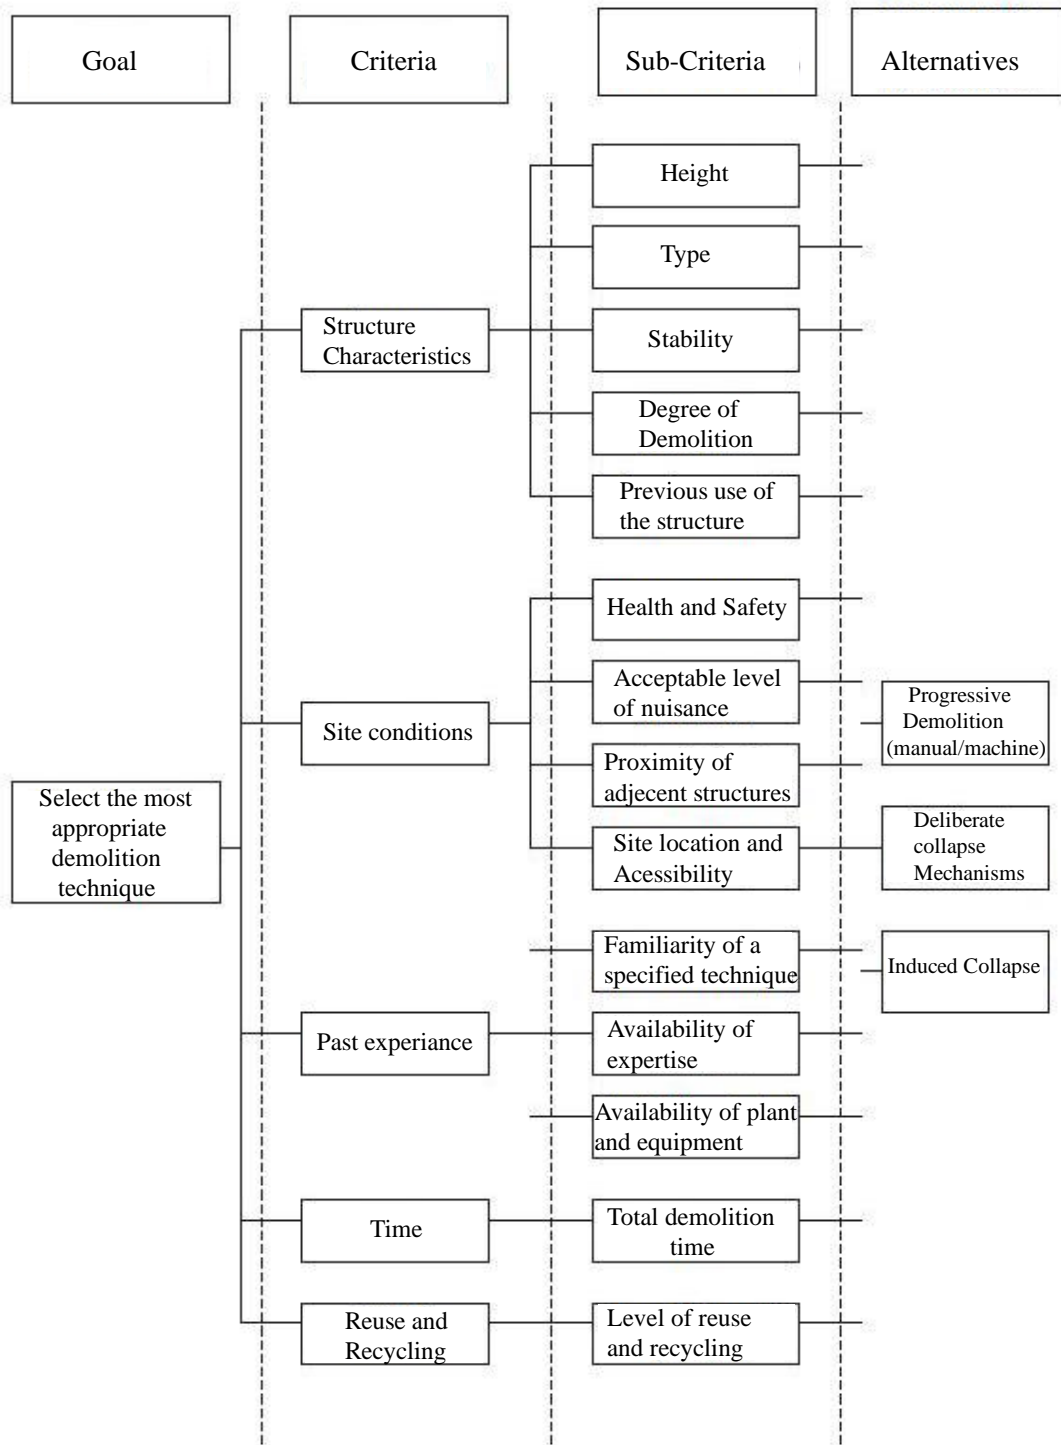 Goal
Criteria
Sub-Criteria
Alternatives
Height
Type
Structure
Characteristics
Stability
Degree of
Demolition
Previous use of
the structure
Health and Safety
Acceptable level
of nuisance
Progressive
Demolition
(manual/machine)
Site conditions
Proximity of
adjecent structures
Select the most
appropriate
demolition
technique
Site location and
Acessibility
Deliberate
collapse
Mechanisms
Familiarity of a
specified technique
Induced Collapse
Past experiance
Availability of
expertise
Availability of plant
and equipment
Time
Total demolition
time
Reuse and
Recycling
Level of reuse
and recycling